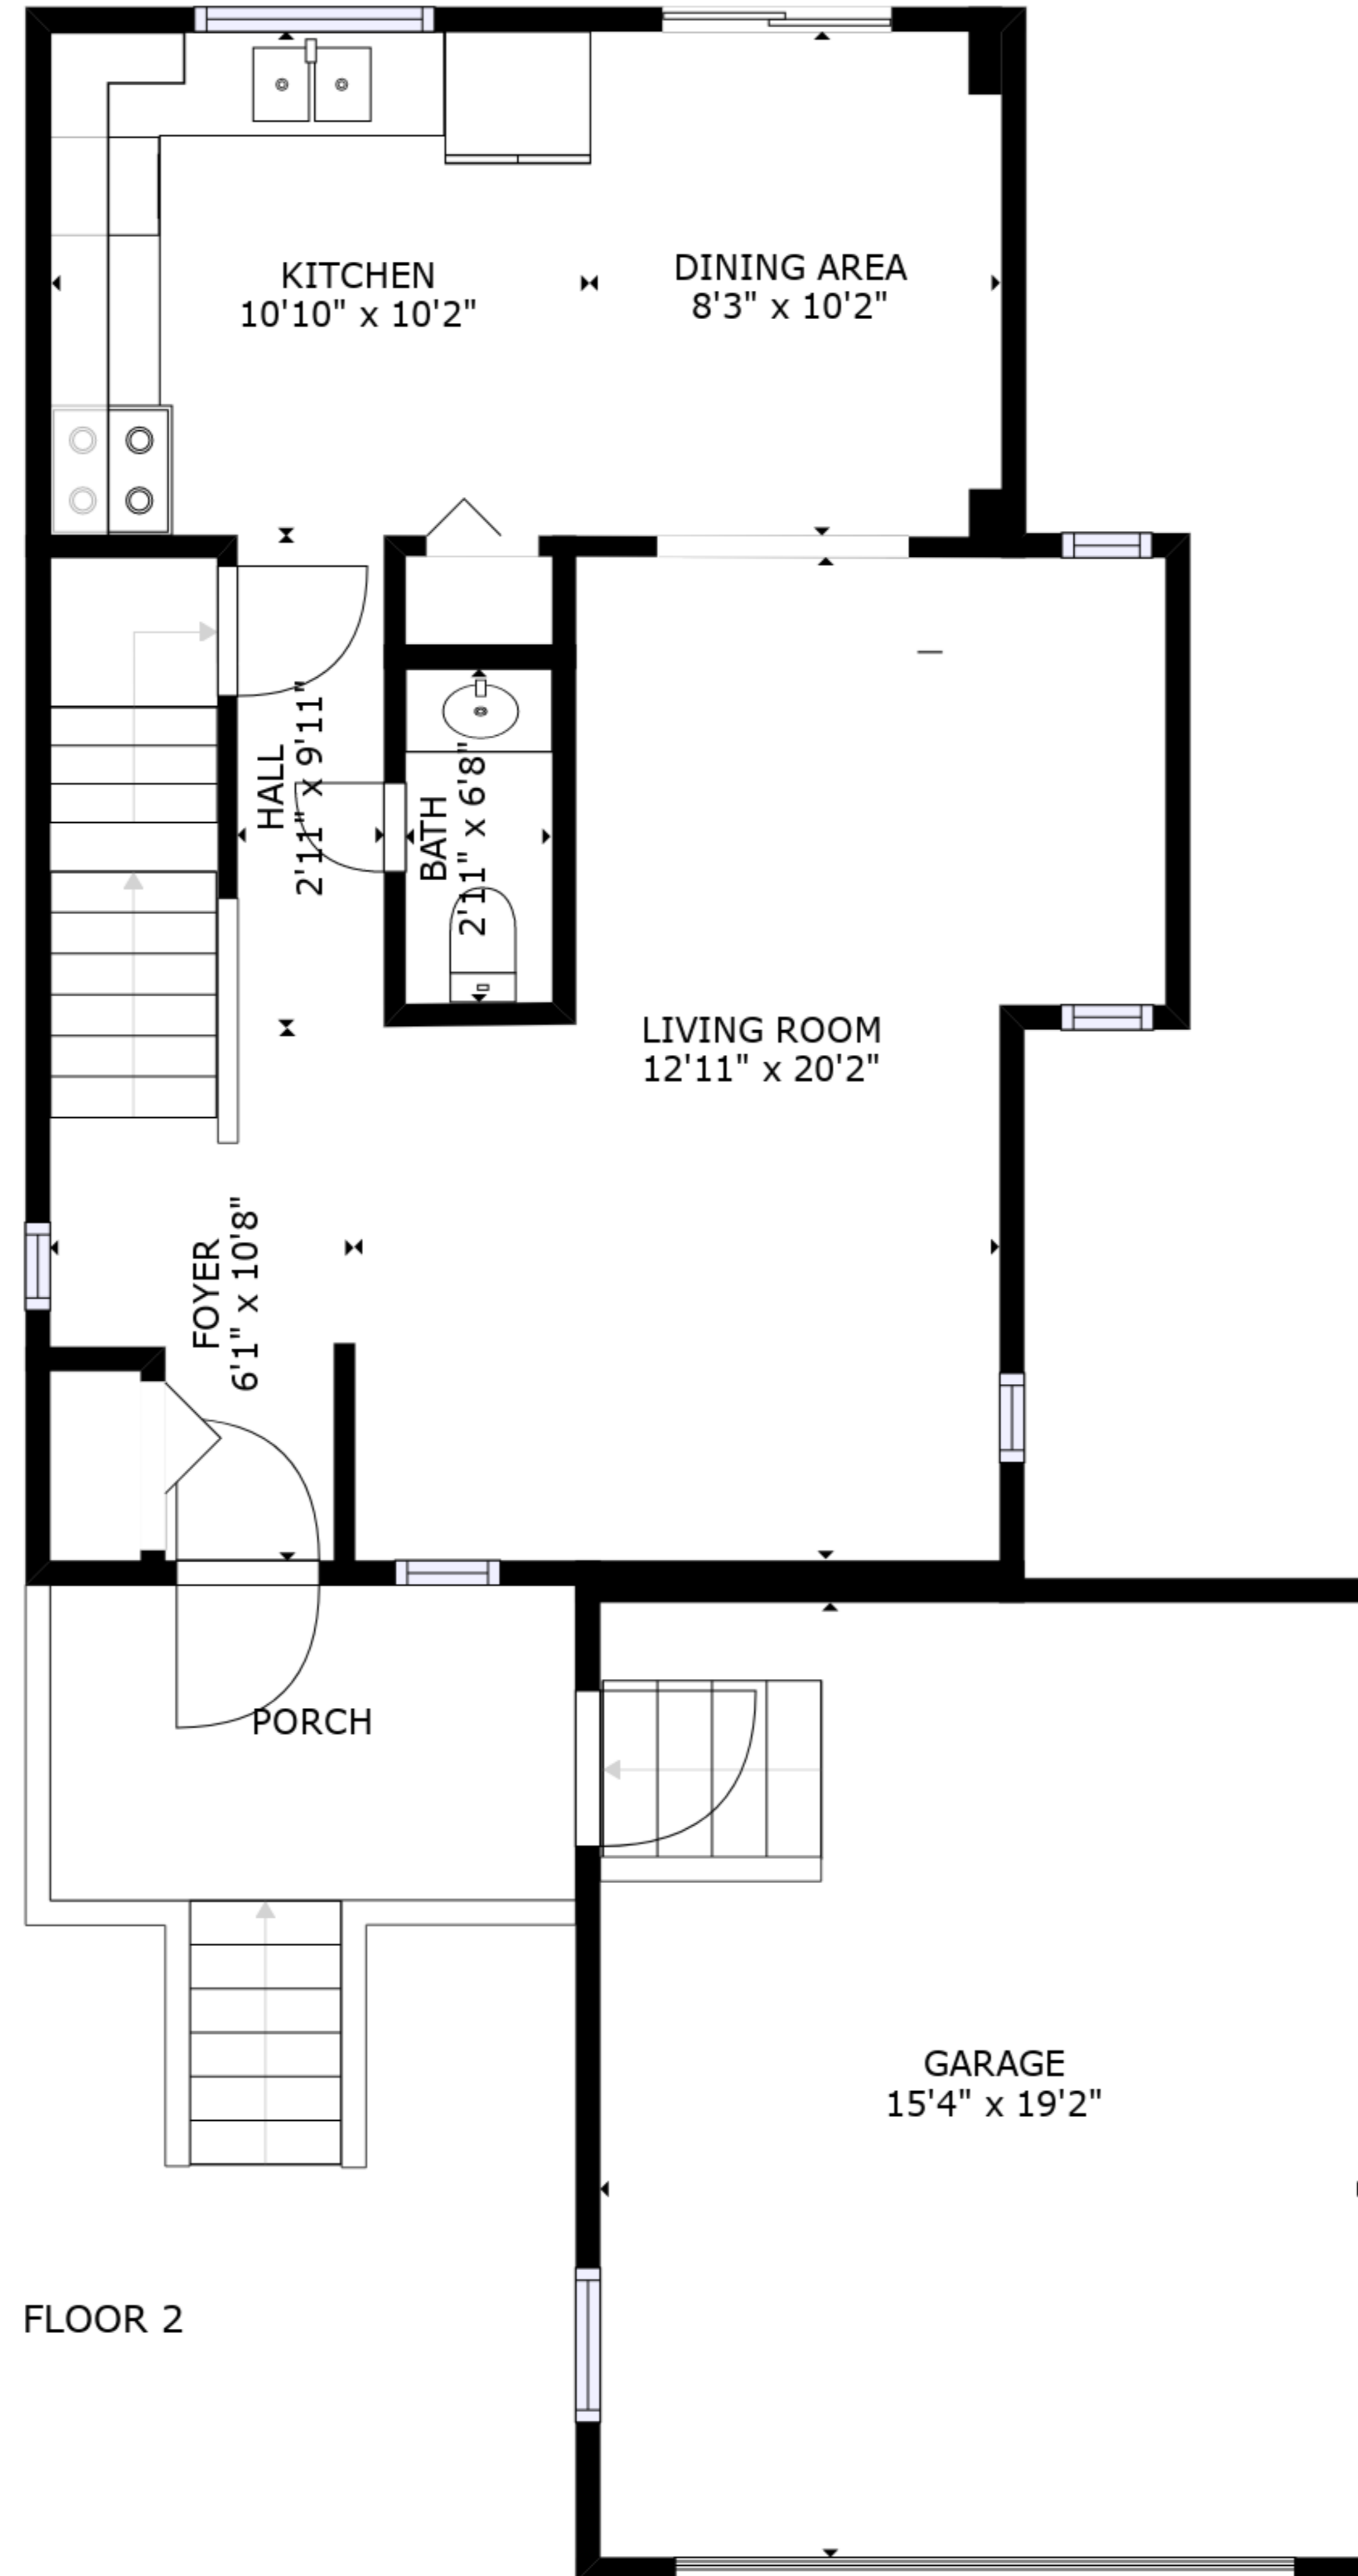 KITCHEN
10'10" x 10'2"
DINING AREA
8'3" x 10'2"
HALL
2'11" x 9'11"
BATH
2'11" x 6'8"
LIVING ROOM
12'11" x 20'2"
FOYER
6'1" x 10'8"
PORCH
GARAGE
15'4" x 19'2"
FLOOR 2